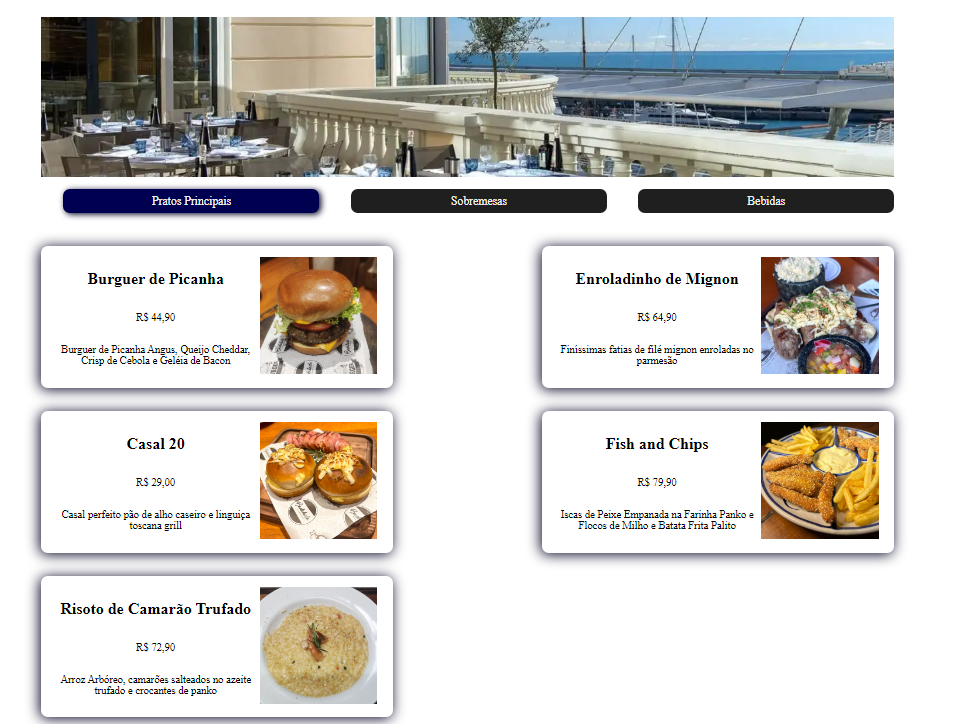 Pratos Principais
Sobremesas
Bebidas
Burguer de Picanha
R$ 44,90
Burguer de Picanha Angus, Queijo Cheddar,
Crisp de Cebola e Geléia de Bacon
Enroladinho de Mignon
R$ 64,90
Finíssimas fatias de filé mignon enroladas no
parmesão
Casal 20
R$ 29,00
Casal perfeito pão de alho caseiro e linguiça
toscana grill
Fish and Chips
R$ 79,90
Iscas de Peixe Empanada na Farinha Panko e
Flocos de Milho e Batata Frita Palito
Risoto de Camarão Trufado
R$ 72,90
Arroz Arbóreo, camarões salteados no azeite
trufado e crocantes de panko